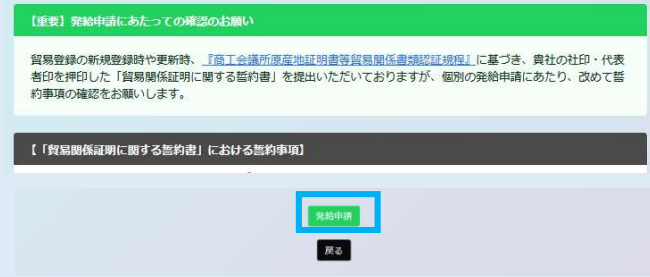 【重要】発給申請にあたっての確認のお願い
貿易登録の新規登録時や更新時、『商工会議所原産地証明書等貿易関係書類認証規程』に基づき、貴社の社印・代表
者印を押印した「貿易関係証明に関する誓約書」を提出いただいておりますが、個別の発給申請にあたり、改めて誓
約事項の確認をお願いします。
【「貿易関係証明に関する誓約書」における誓約事項】
発給申請
戻る